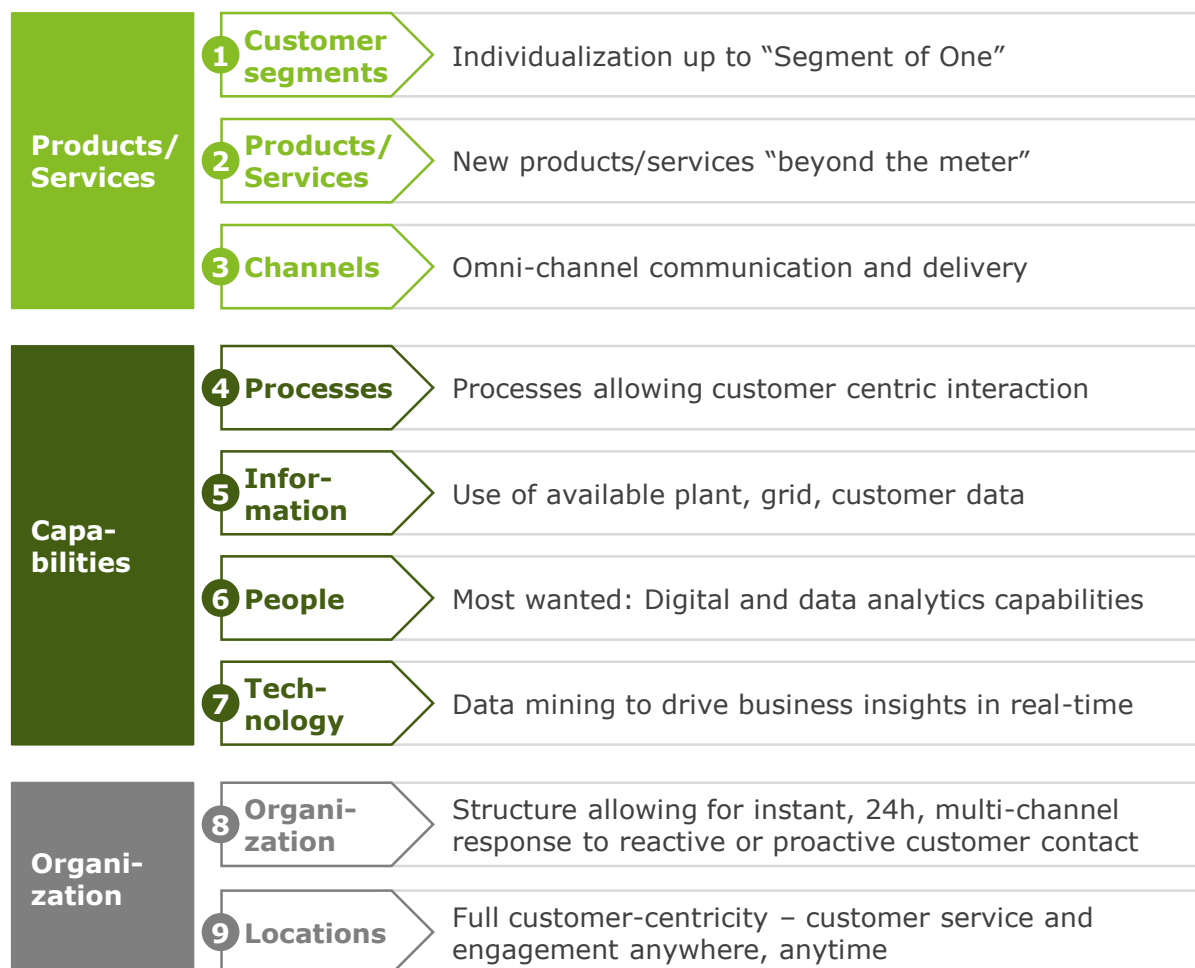 Products/
Services
1
Customer
segments
Individualization up to “Segment of One”
2
Products/
Services
New products/services “beyond the meter”
3
Channels
Omni-channel communication and delivery
Capa-
bilities
4
Processes
Processes allowing customer centric interaction
5
Infor-
mation
Use of available plant, grid, customer data
6
People
Most wanted: Digital and data analytics capabilities
7
Tech-
nology
Data mining to drive business insights in real-time
Organi-
zation
8
Organi-
zation
Structure allowing for instant, 24h, multi-channel
response to reactive or proactive customer contact
9
Locations
Full customer-centricity – customer service and
engagement anywhere, anytime